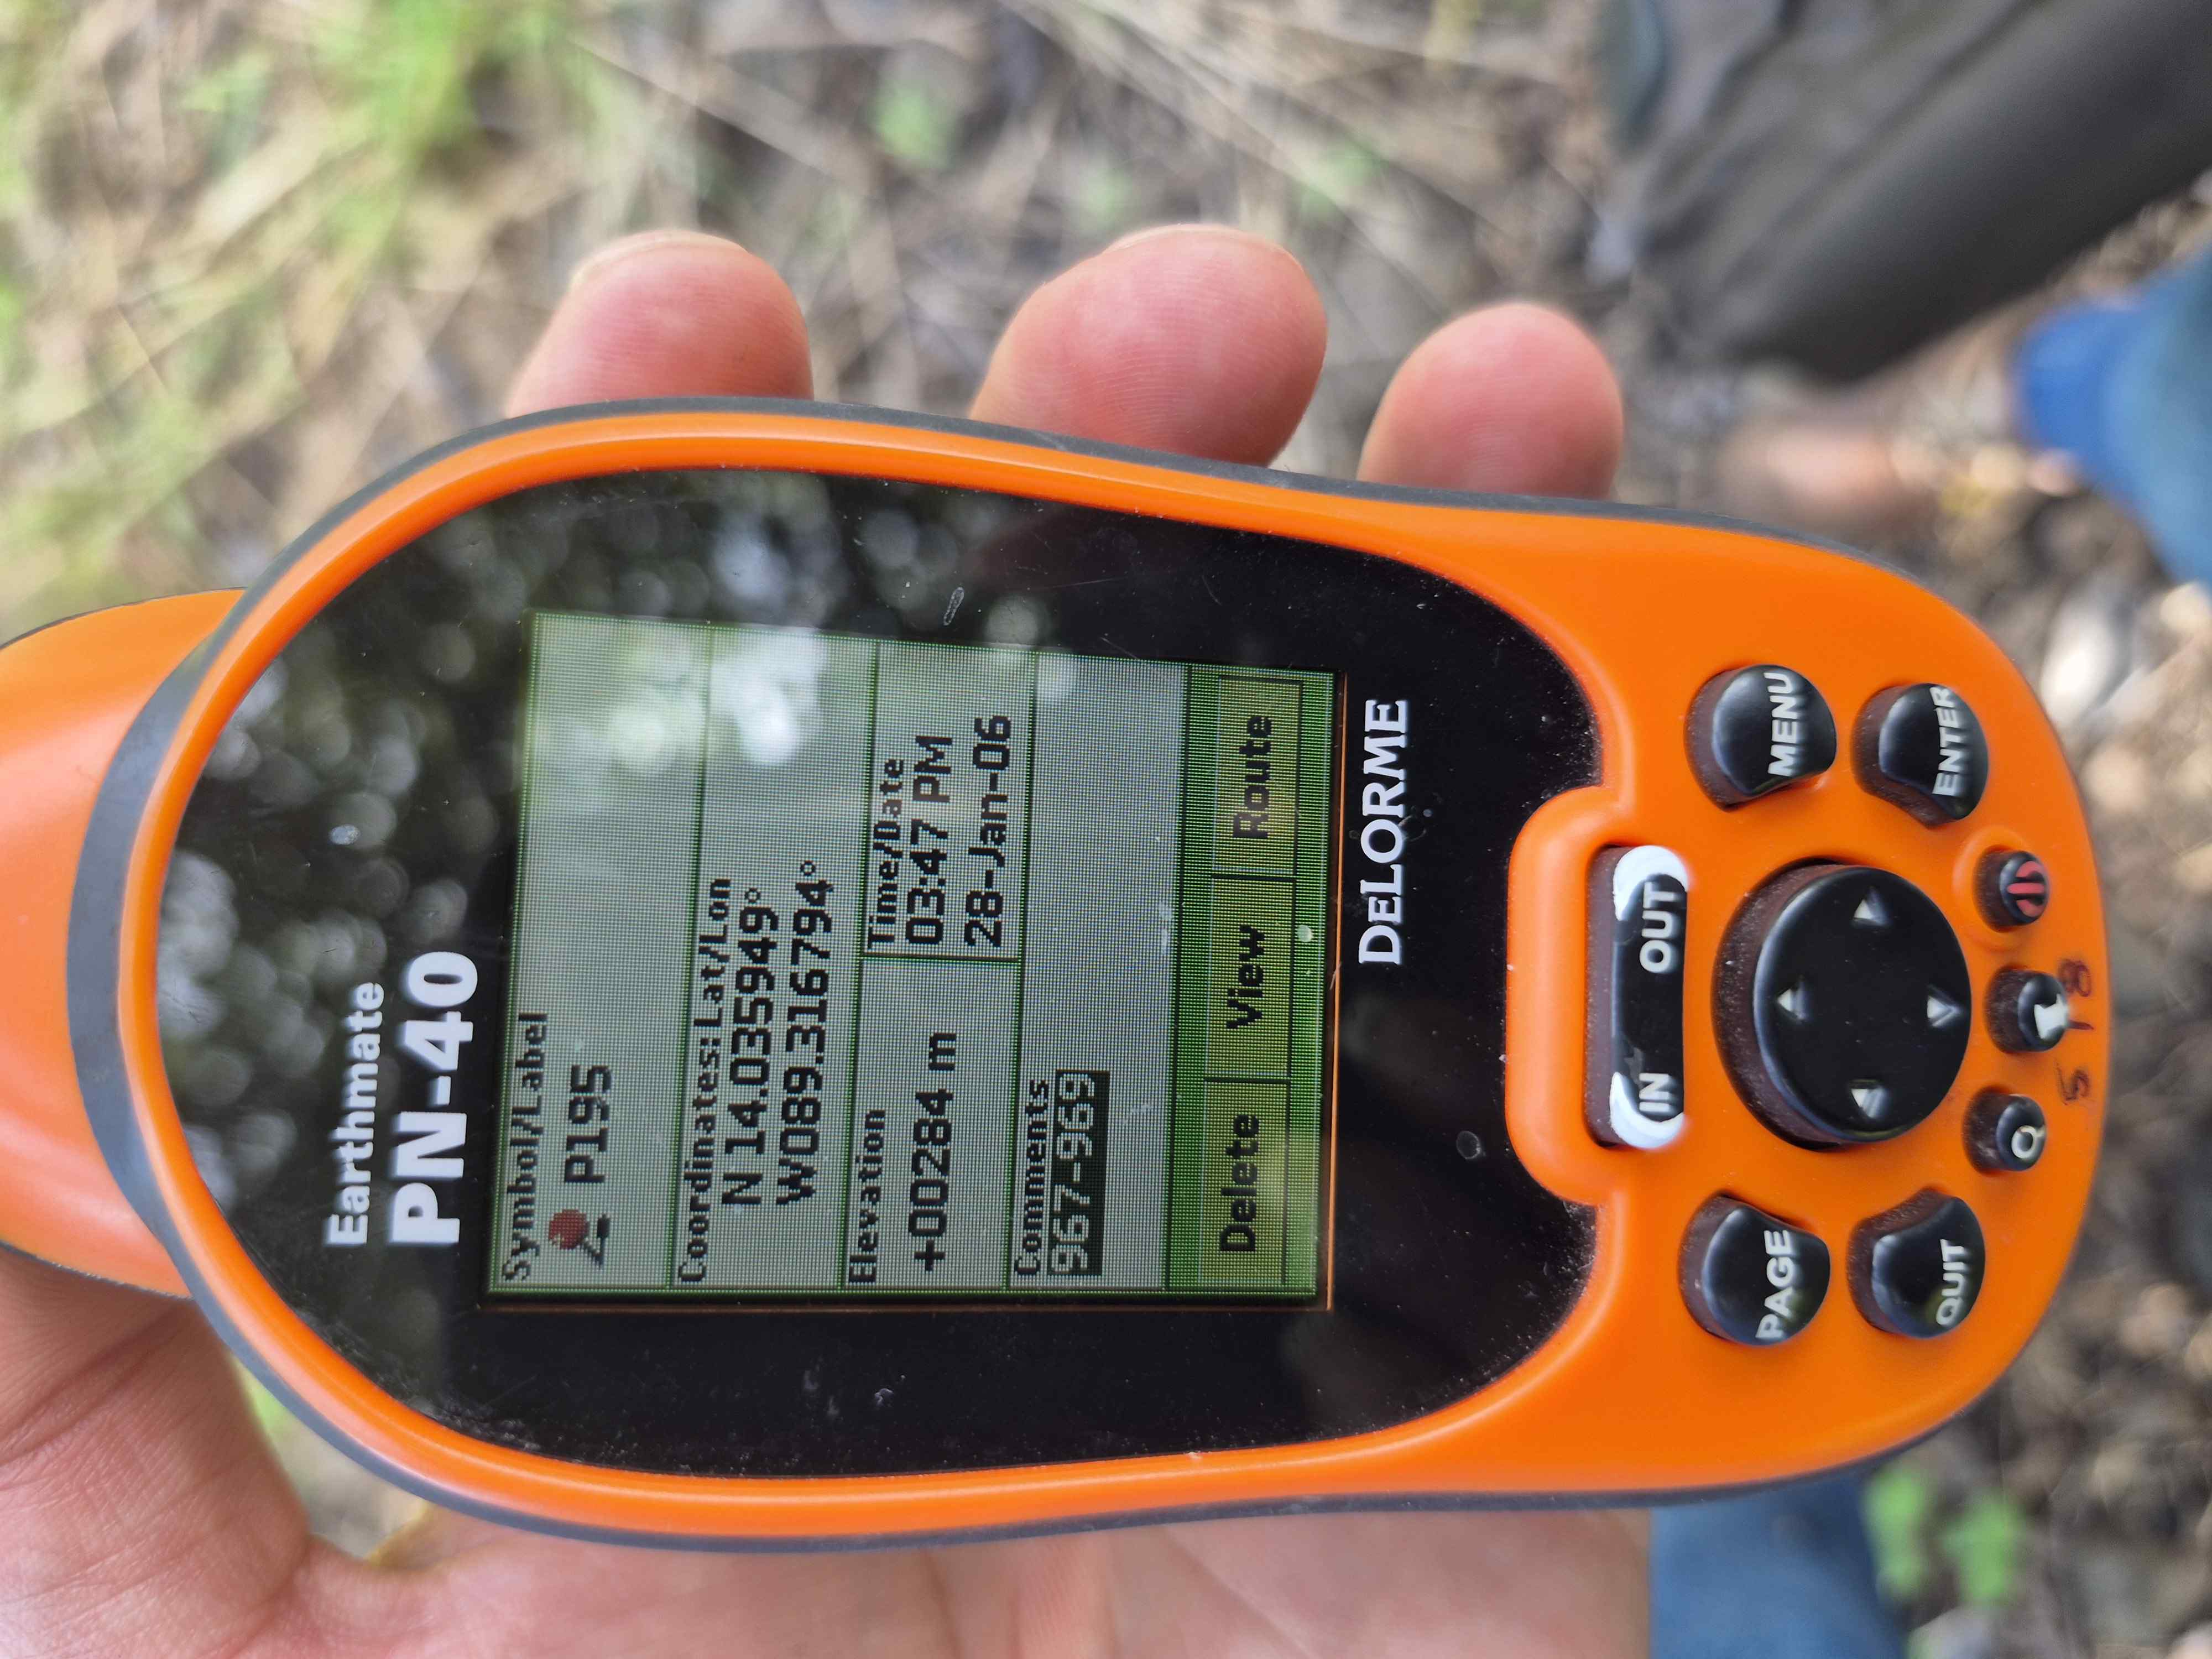 Earthmate
PN-40
Symbol/Label
P195
Coordinates: Lat/Lon
N 14.035949°
W089.316794°
Elevation
+00284 m
Time/Date
03:47 PM
28-Jan-06
Comments
967-969
Delete View Route
DELORME
IN OUT
PAGE MENU
QUIT ENTER
518